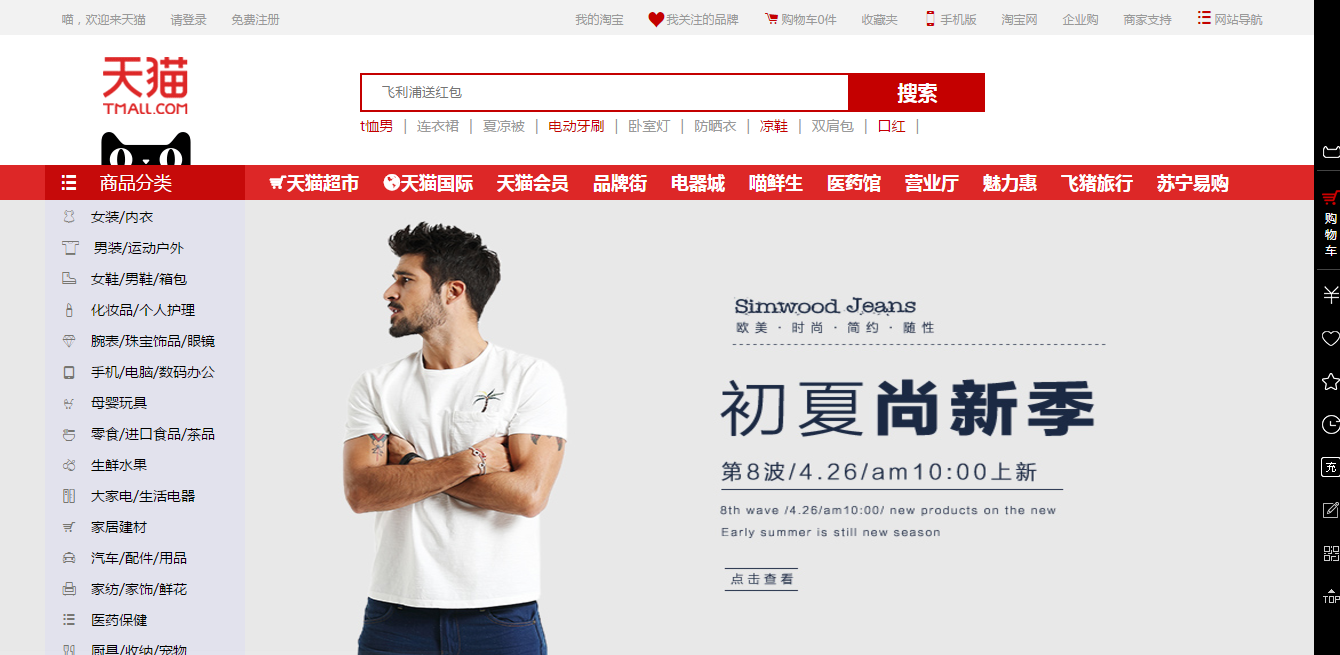 喵，欢迎来天猫 请登录 免费注册 我的淘宝 我关注的品牌 购物车0件 收藏夹 手机版 淘宝网 企业购 商家支持 网站导航
天猫
TMALL.COM
飞利浦送红包 搜索
t恤男 | 连衣裙 | 夏凉被 | 电动牙刷 | 卧室灯 | 防晒衣 | 凉鞋 | 双肩包 | 口红 |
商品分类 天猫超市 天猫国际 天猫会员 品牌街 电器城 喵鲜生 医药馆 营业厅 魅力惠 飞猪旅行 苏宁易购
女装/内衣
男装/运动户外
女鞋/男鞋/箱包
化妆品/个人护理
腕表/珠宝饰品/眼镜
手机/电脑/数码办公
母婴玩具
零食/进口食品/茶品
生鲜水果
大家电/生活电器
家居建材
汽车/配件/用品
家纺/家饰/鲜花
医药保健
厨具/收纳/宠物
Simwood Jeans
欧美·时尚·简约·随性
初夏尚新季
第8波/4.26/am10:00上新
8th wave /4.26/am10:00/ new products on the new
Early summer is still new season
点击查看
购
物
车
充
TOP